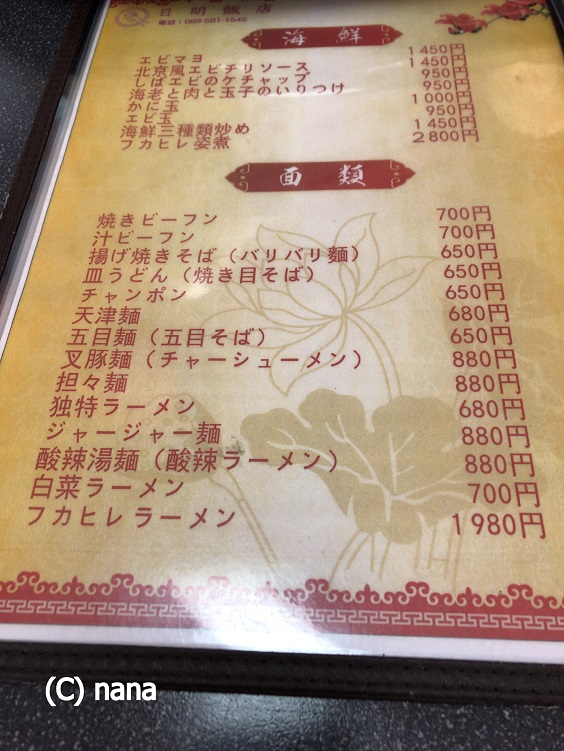 日明飯店
海鮮
エビマヨ 1450円
北京風エビチリソース 1450円
しばエビのケチャップ 950円
海老と肉と玉子のいりつけ 950円
かに玉 1000円
エビ玉 950円
海鮮三種類炒め 1450円
フカヒレ姿煮 2800円
面類
焼きビーフン 700円
汁ビーフン 700円
揚げ焼きそば（バリバリ麵） 650円
皿うどん（焼き目そば） 650円
チャンポン 650円
天津麵 680円
五目麵（五目そば） 650円
叉豚麵（チャーシューメン） 880円
担々麵 880円
独特ラーメン 680円
ジャージャー麵 880円
酸辣湯麵（酸辣ラーメン） 880円
白菜ラーメン 700円
フカヒレラーメン 1980円
(C) nana